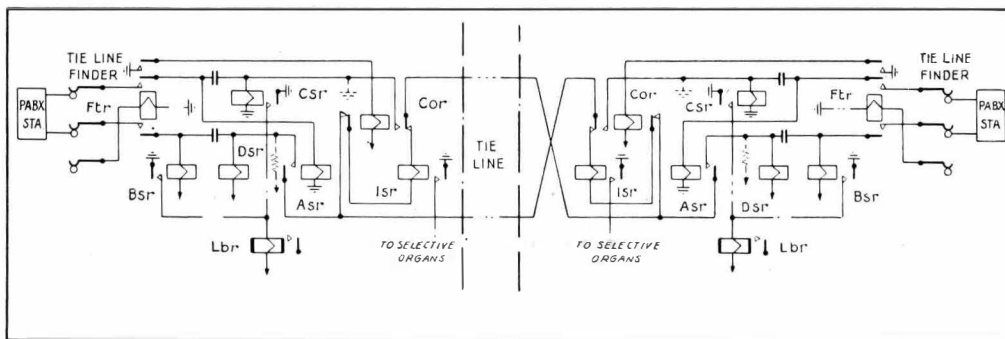 TIE LINE
FINDER
PABX
STA
Ftr
Csr
Cor
Dsr
Bsr
Asr
Isr
Lbr
TO SELECTIVE
ORGANS
TIE
LINE
TIE LINE
FINDER
PABX
STA
Ftr
Cor
Csr
Isr
Asr
Dsr
Bsr
Lbr
TO SELECTIVE
ORGANS